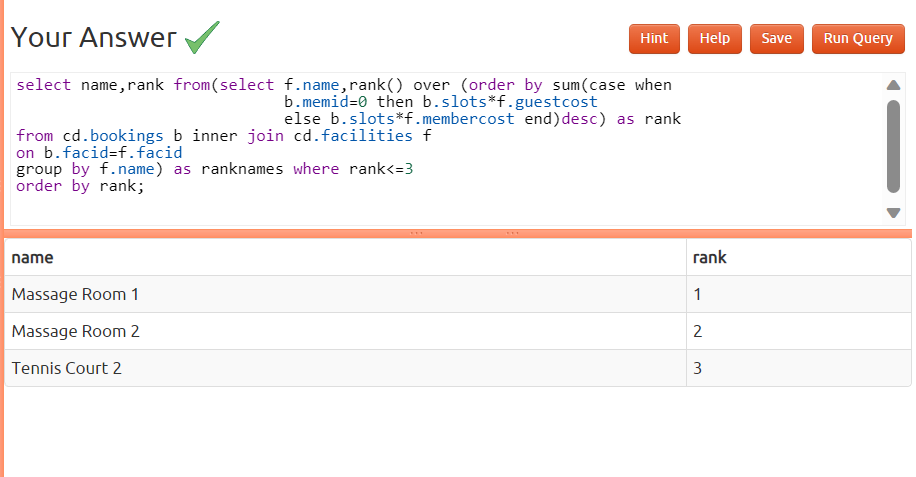 Your Answer
Hint Help Save Run Query
select name,rank from(select f.name,rank() over (order by sum(case when
b.memid=0 then b.slots*f.guestcost
else b.slots*f.membercost end)desc) as rank
from cd.bookings b inner join cd.facilities f
on b.facid=f.facid
group by f.name) as ranknames where rank<=3
order by rank;
name rank
Massage Room 1 1
Massage Room 2 2
Tennis Court 2 3